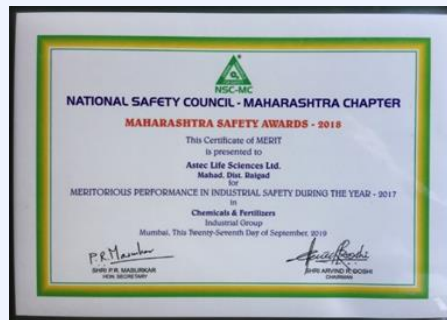 NSC-MC
NATIONAL SAFETY COUNCIL - MAHARASHTRA CHAPTER
MAHARASHTRA SAFETY AWARDS - 2018
This Certificate of MERIT
is presented to
Astec Life Sciences Ltd.
Mahad, Dist. Raigad
for
MERITORIOUS PERFORMANCE IN INDUSTRIAL SAFETY DURING THE YEAR - 2017
in
Chemicals & Fertilizers
Industrial Group
Mumbai, This Twenty-Seventh Day of September, 2019
P.R. Masurkar
SHRI P.R. MASURKAR
HON. SECRETARY
SHRI ARVIND R. DOSHI
CHAIRMAN